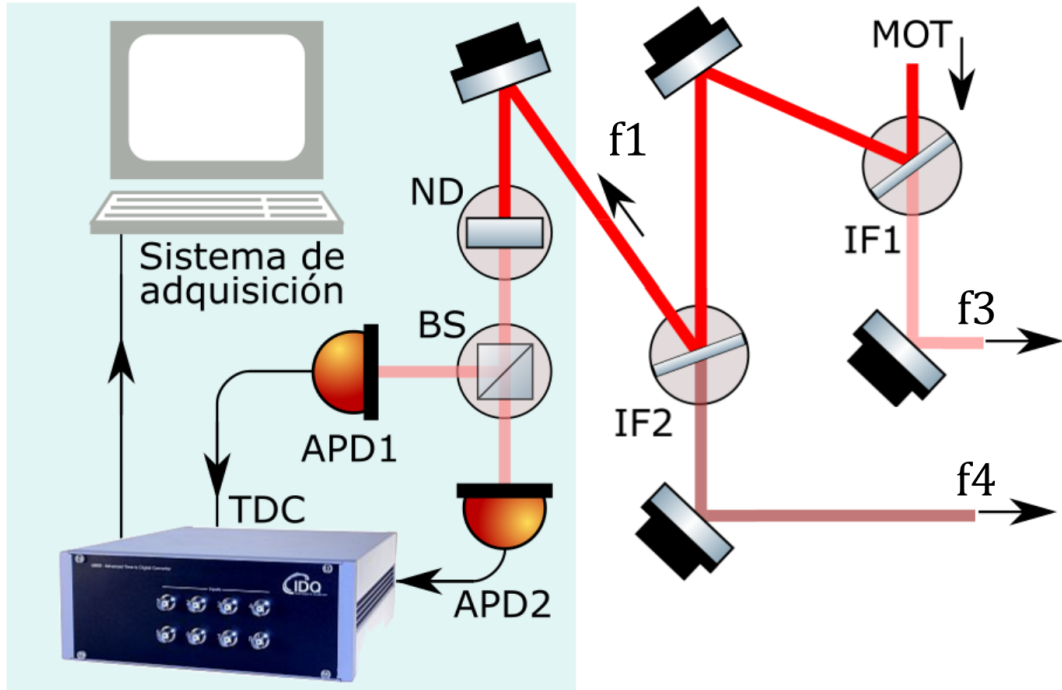 MOT
f1
ND
IF1
Sistema de
adquisición
f3
BS
IF2
APD1
f4
TDC
IDQ
APD2